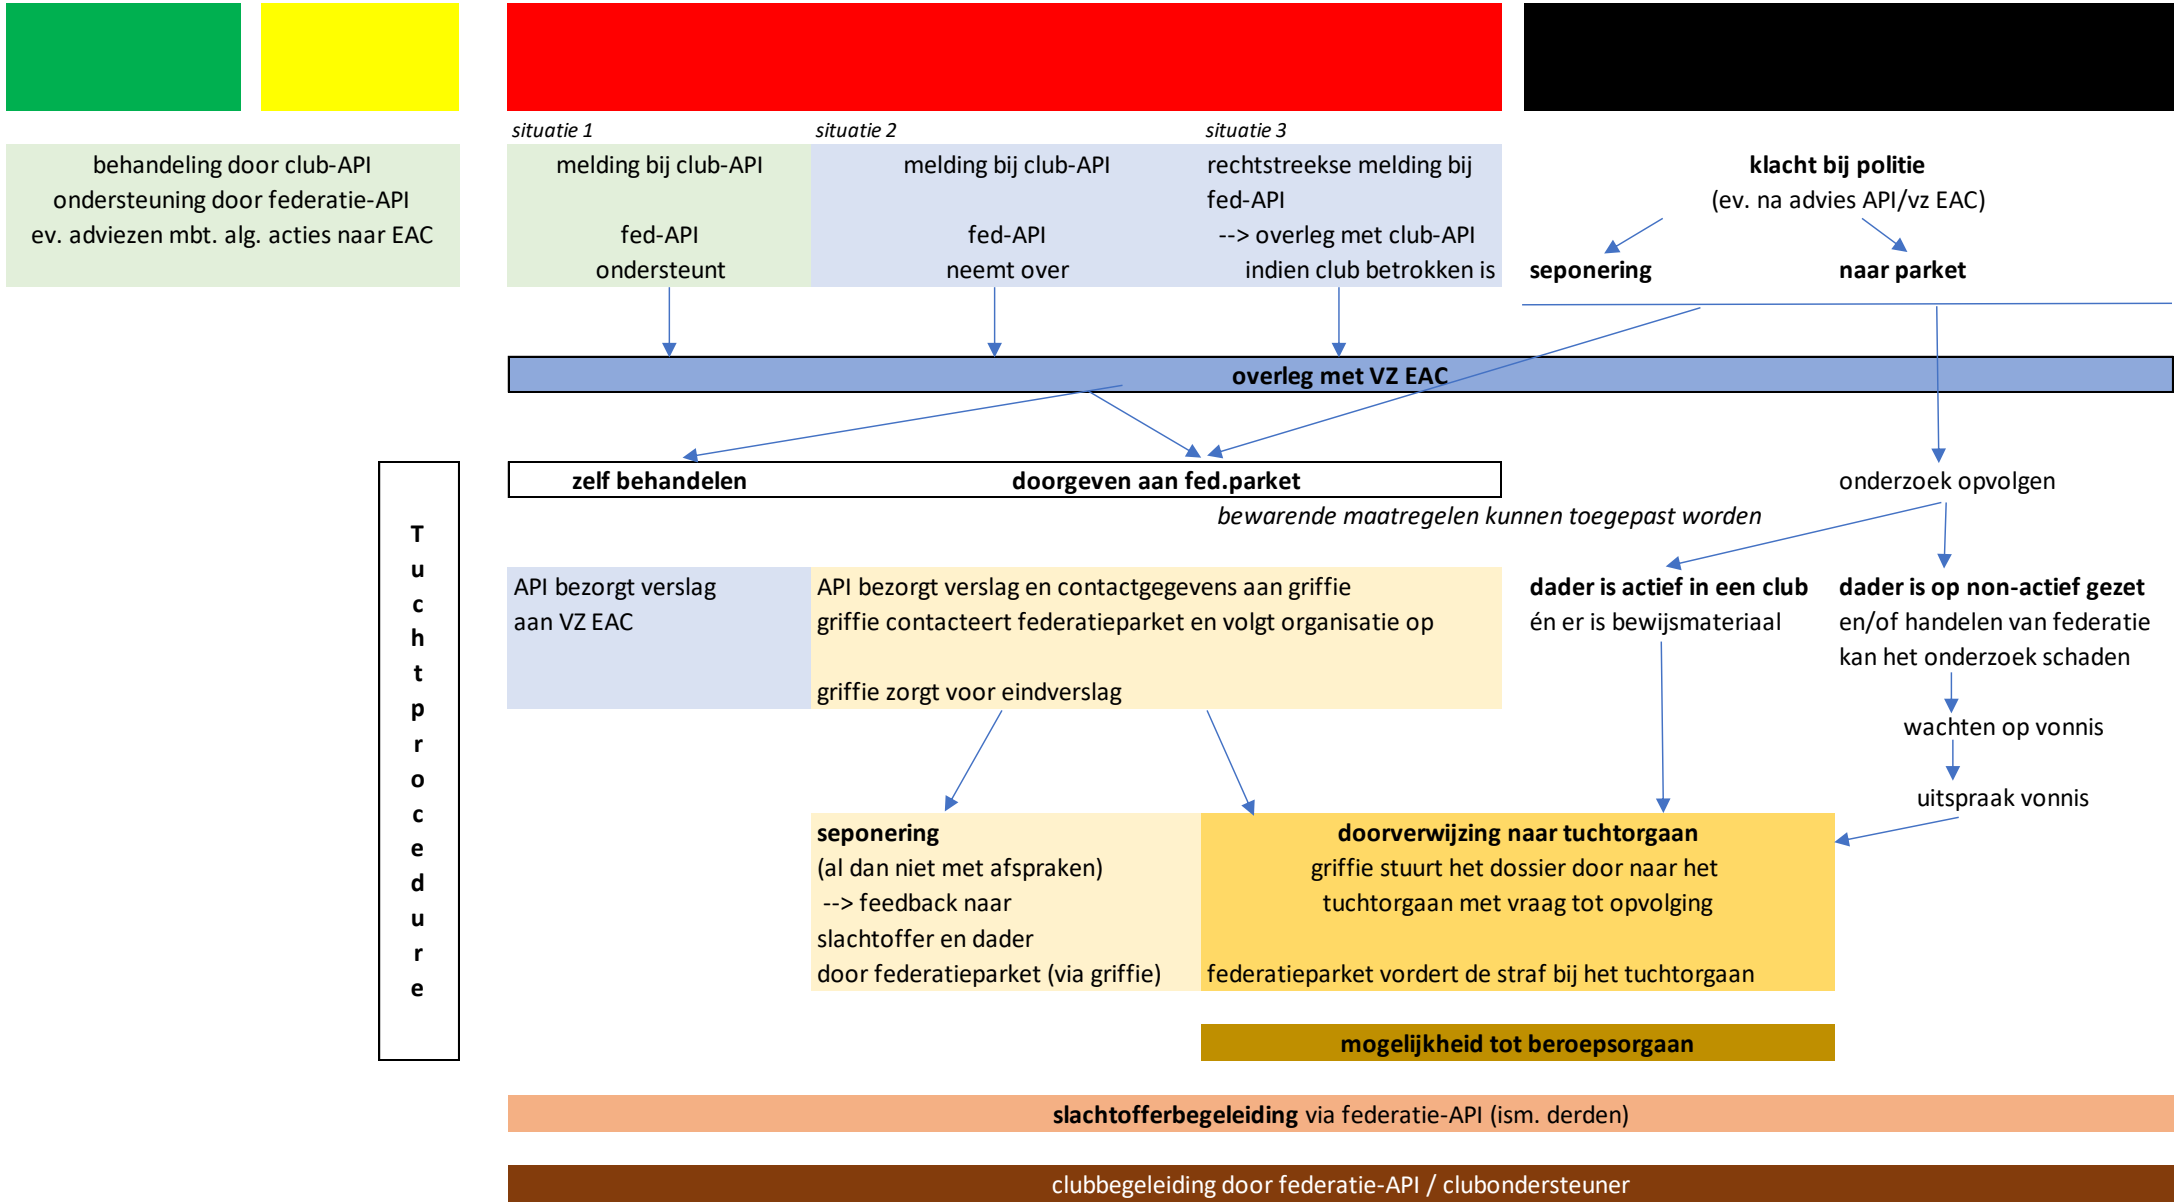 situatie 1
situatie 2
situatie 3
behandeling door club-API
ondersteuning door federatie-API
ev. adviezen mbt. alg. acties naar EAC
melding bij club-API
fed-API
ondersteunt
melding bij club-API
fed-API
neemt over
rechtstreekse melding bij
fed-API
--> overleg met club-API
indien club betrokken is
klacht bij politie
(ev. na advies API/vz EAC)
seponering
naar parket
overleg met VZ EAC
zelf behandelen
doorgeven aan fed.parket
onderzoek opvolgen
bewarende maatregelen kunnen toegepast worden
T
u
c
h
t
p
r
o
c
e
d
u
r
e
API bezorgt verslag
aan VZ EAC
API bezorgt verslag en contactgegevens aan griffie
griffie contacteert federatieparket en volgt organisatie op
griffie zorgt voor eindverslag
dader is actief in een club
én er is bewijsmateriaal
dader is op non-actief gezet
en/of handelen van federatie
kan het onderzoek schaden
wachten op vonnis
uitspraak vonnis
seponering
(al dan niet met afspraken)
--> feedback naar
slachtoffer en dader
door federatieparket (via griffie)
doorverwijzing naar tuchtorgaan
griffie stuurt het dossier door naar het
tuchtorgaan met vraag tot opvolging
federatieparket vordert de straf bij het tuchtorgaan
mogelijkheid tot beroepsorgaan
slachtofferbegeleiding via federatie-API (ism. derden)
clubbegeleiding door federatie-API / clubondersteuner